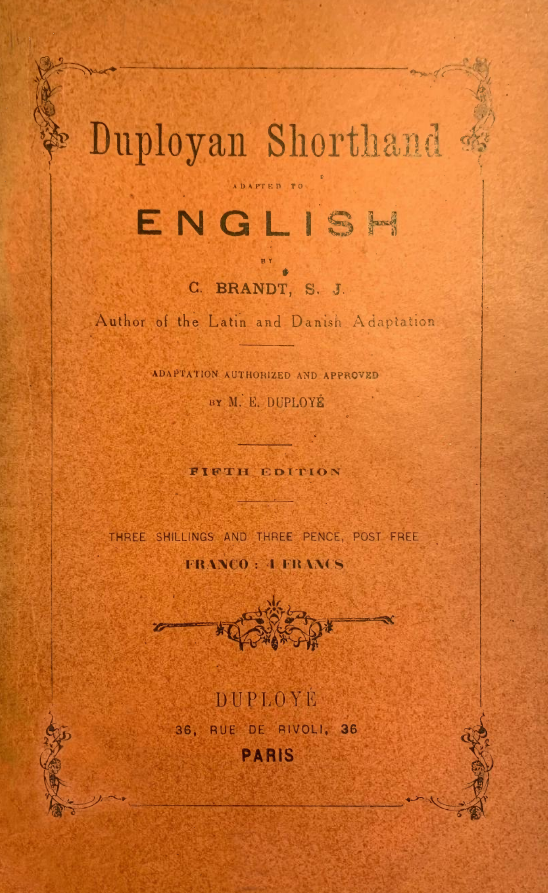 Duployan Shorthand
ADAPTED TO
ENGLISH
BY
C. BRANDT, S. J.
Author of the Latin and Danish Adaptation
ADAPTATION AUTHORIZED AND APPROVED
BY M. E. DUPLOYÉ
FIFTH EDITION
THREE SHILLINGS AND THREE PENCE, POST FREE
FRANCO : 4 FRANCS
DUPLOYÉ
36, RUE DE RIVOLI, 36
PARIS